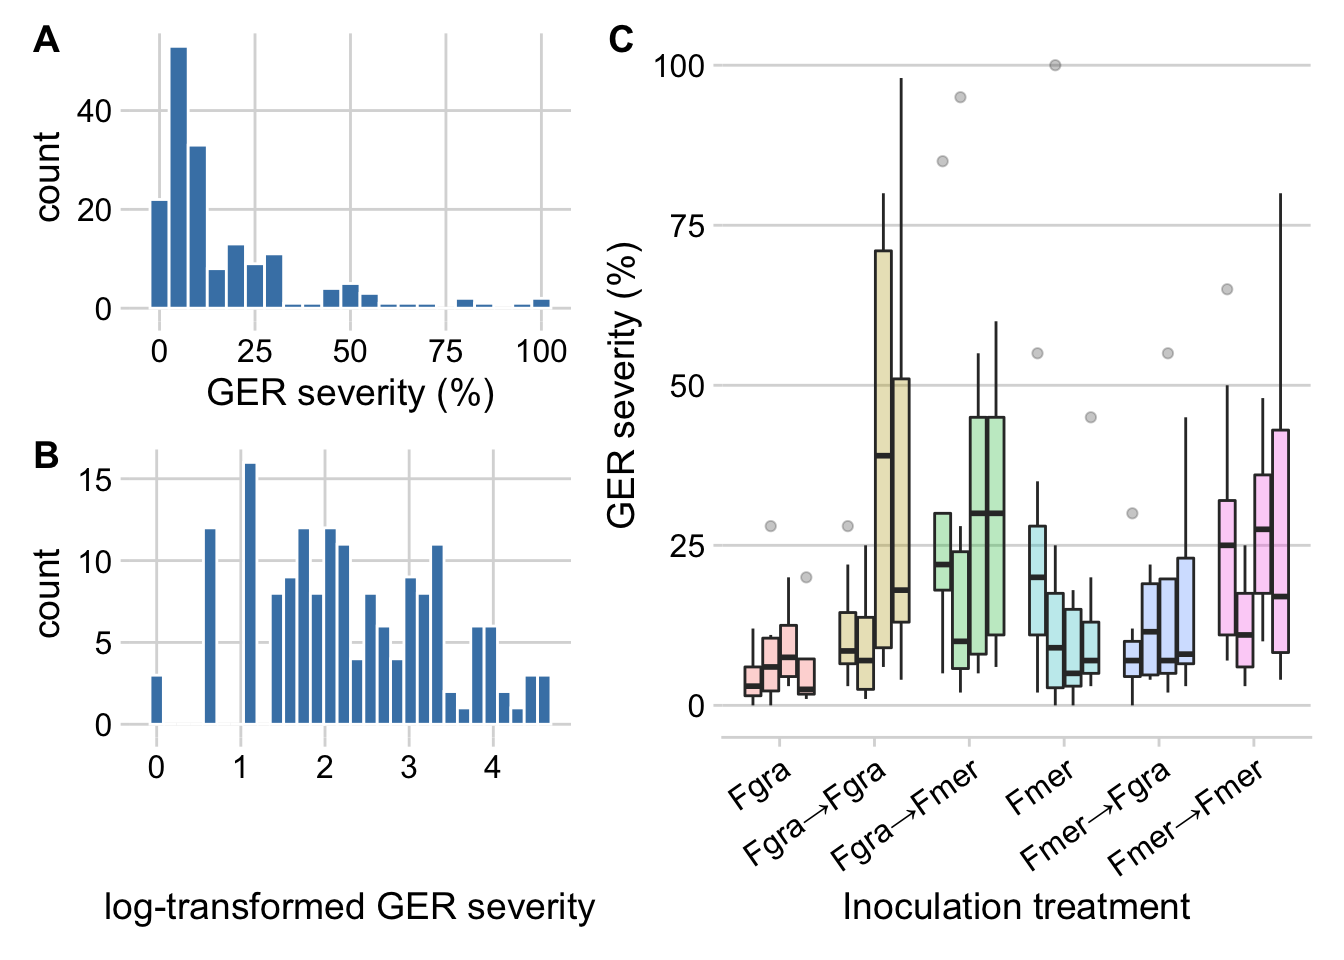 A
count
40
20
0
0 25 50 75 100
GER severity (%)
B
count
15
10
5
0
0 1 2 3 4
log-transformed GER severity
C
GER severity (%)
100
75
50
25
0
Fgra
Fgra→Fgra
Fgra→Fmer
Fmer
Fmer→Fgra
Fmer→Fmer
Inoculation treatment